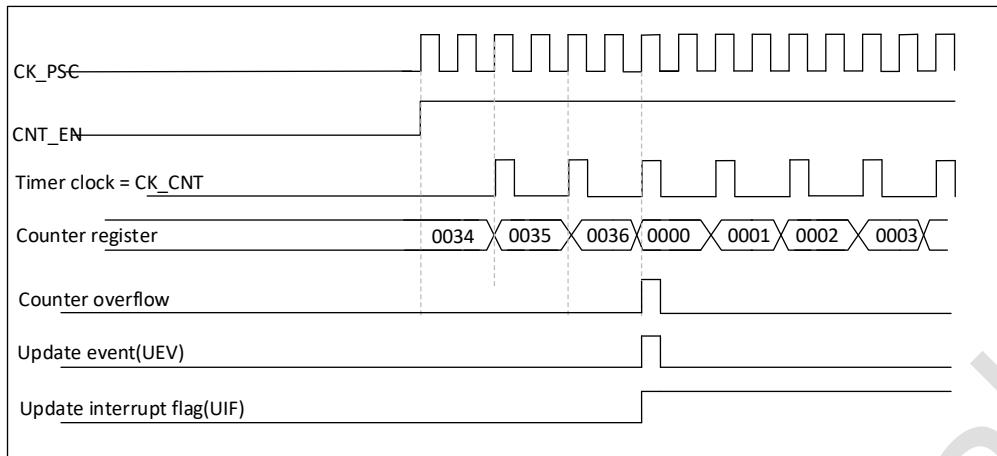 CK_PSC
CNT_EN
Timer clock = CK_CNT
Counter register 0034 0035 0036 0000 0001 0002 0003
Counter overflow
Update event(UEV)
Update interrupt flag(UIF)